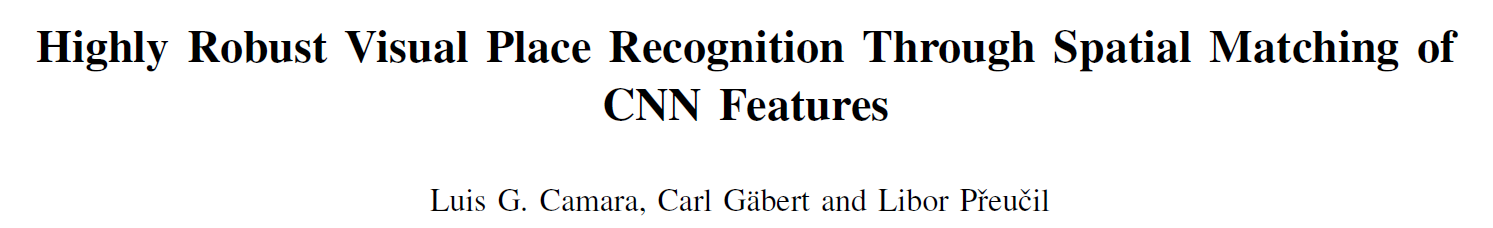 Highly Robust Visual Place Recognition Through Spatial Matching of
CNN Features
Luis G. Camara, Carl Gäbert and Libor Přeučil